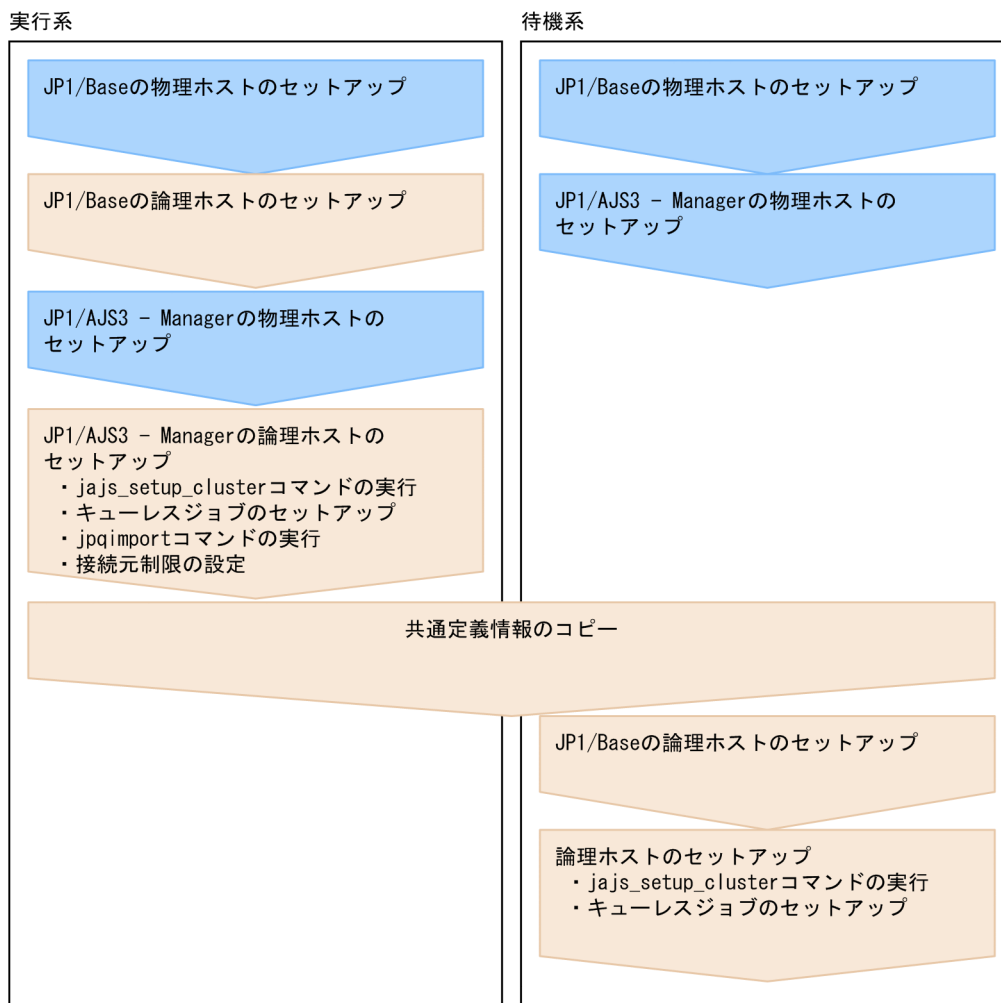 実行系
JP1/Baseの物理ホストのセットアップ
JP1/Baseの論理ホストのセットアップ
JP1/AJS3 - Managerの物理ホストの
セットアップ
JP1/AJS3 - Managerの論理ホストの
セットアップ
・jajs_setup_clusterコマンドの実行
・キューレスジョブのセットアップ
・jpqimportコマンドの実行
・接続元制限の設定
待機系
JP1/Baseの物理ホストのセットアップ
JP1/AJS3 - Managerの物理ホストの
セットアップ
共通定義情報のコピー
JP1/Baseの論理ホストのセットアップ
論理ホストのセットアップ
・jajs_setup_clusterコマンドの実行
・キューレスジョブのセットアップ